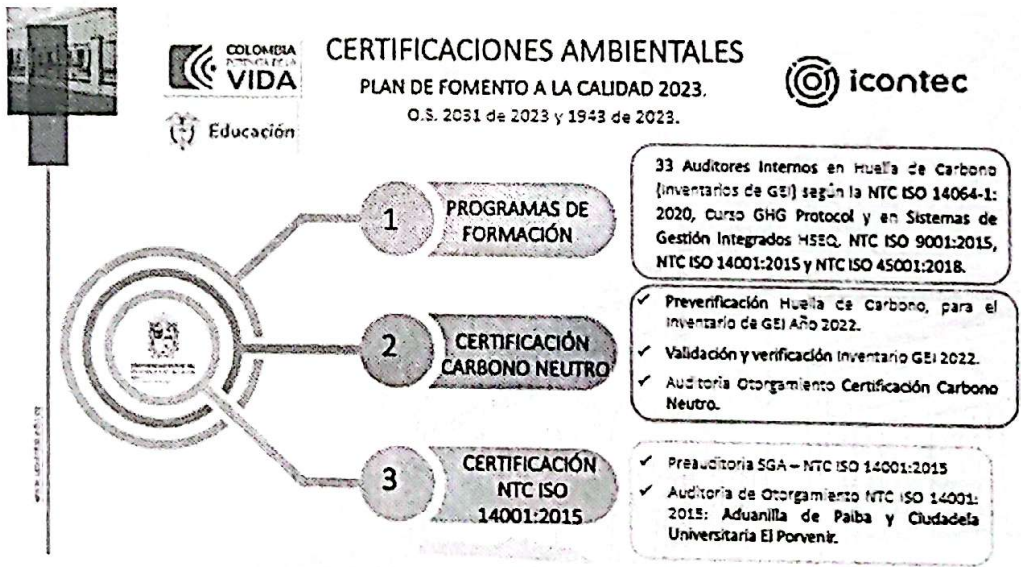 COLOMBIA
POTENCIA DE LA
VIDA
Educación
CERTIFICACIONES AMBIENTALES
PLAN DE FOMENTO A LA CALIDAD 2023.
O.S. 2031 de 2023 y 1943 de 2023.
icontec
1
PROGRAMAS DE
FORMACIÓN
33 Auditores Internos en Huella de Carbono
(inventarios de GEI) según la NTC ISO 14064-1:
2020, Curso GHG Protocol y en Sistemas de
Gestión Integrados HSEQ, NTC ISO 9001:2015,
NTC ISO 14001:2015 y NTC ISO 45001:2018.
2
CERTIFICACIÓN
CARBONO NEUTRO
✓ Preverificación Huella de Carbono, para el
inventario de GEI Año 2022.
✓ Validación y verificación Inventario GEI 2022.
✓ Auditoria Otorgamiento Certificación Carbono
Neutro.
3
CERTIFICACIÓN
NTC ISO
14001:2015
✓ Preauditoria SGA – NTC ISO 14001:2015
✓ Auditoria de Otorgamiento NTC ISO 14001:
2015: Aduanilla de Paiba y Ciudadela
Universitaria El Porvenir.